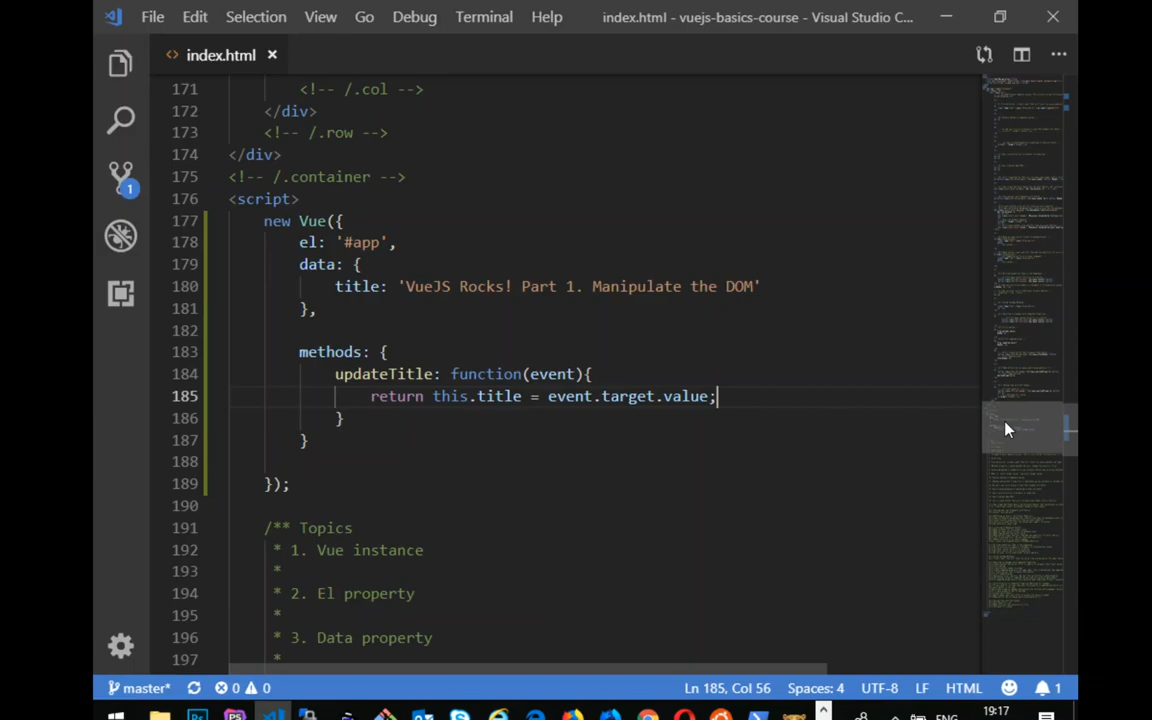 File Edit Selection View Go Debug Terminal Help index.html - vuejs-basics-course - Visual Studio C...
<> index.html
171 <!-- /.col -->
172 </div>
173 <!-- /.row -->
174 </div>
175 <!-- /.container -->
176 <script>
177 new Vue({
178 el: '#app',
179 data: {
180 title: 'VueJS Rocks! Part 1. Manipulate the DOM'
181 },
182
183 methods: {
184 updateTitle: function(event){
185 return this.title = event.target.value;
186 }
187 }
188
189 });
190
191 /** Topics
192 * 1. Vue instance
193 *
194 * 2. El property
195 *
196 * 3. Data property
197 *
1
master* 0 0 Ln 185, Col 56 Spaces: 4 UTF-8 LF HTML 1
Ps PS ENG 19:17